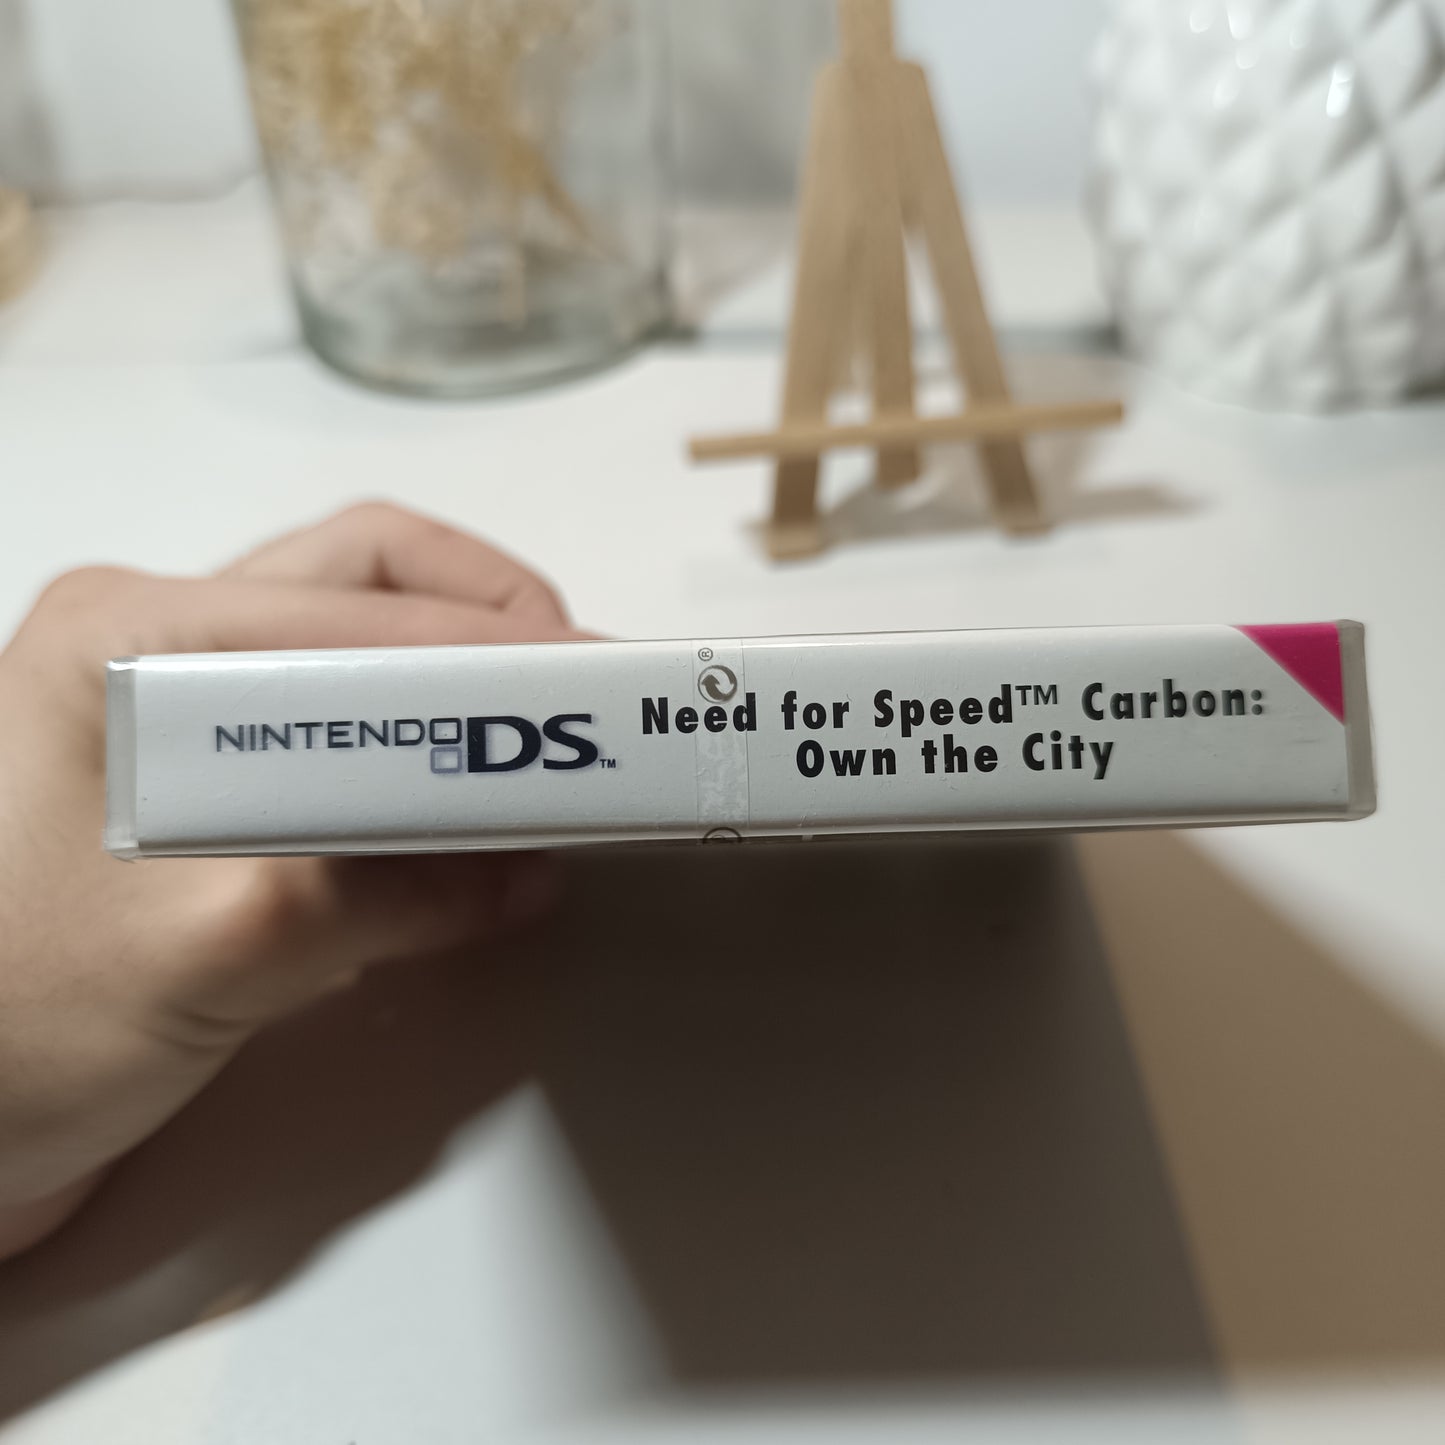 NINTENDO DS™
Need for Speed™ Carbon:
Own the City
®